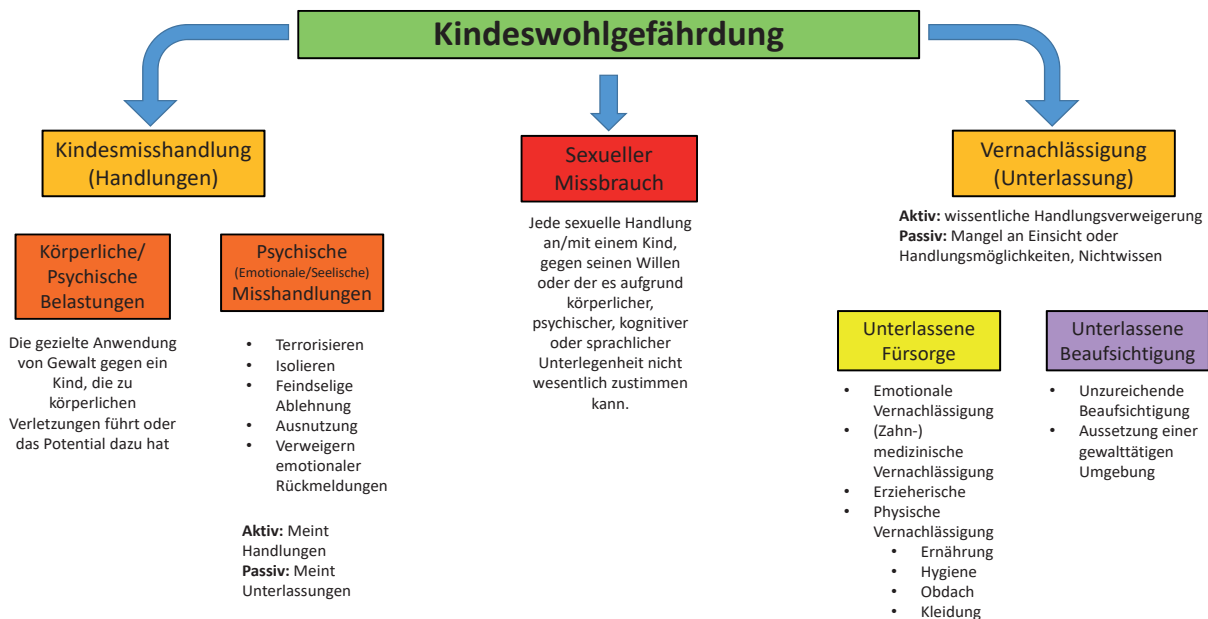 Kindeswohlgefährdung
Kindesmisshandlung
(Handlungen)
Körperliche/
Psychische
Belastungen
Die gezielte Anwendung
von Gewalt gegen ein
Kind, die zu
körperlichen
Verletzungen führt oder
das Potential dazu hat
Psychische
(Emotionale/Seelische)
Misshandlungen
• Terrorisieren
• Isolieren
• Feindselige
Ablehnung
• Ausnutzung
• Verweigern
emotionaler
Rückmeldungen
Aktiv: Meint
Handlungen
Passiv: Meint
Unterlassungen
Sexueller
Missbrauch
Jede sexuelle Handlung
an/mit einem Kind,
gegen seinen Willen
oder der es aufgrund
körperlicher,
psychischer, kognitiver
oder sprachlicher
Unterlegenheit nicht
wesentlich zustimmen
kann.
Vernachlässigung
(Unterlassung)
Aktiv: wissentliche Handlungsverweigerung
Passiv: Mangel an Einsicht oder
Handlungsmöglichkeiten, Nichtwissen
Unterlassene
Fürsorge
• Emotionale
Vernachlässigung
• (Zahn-)
medizinische
Vernachlässigung
• Erzieherische
• Physische
Vernachlässigung
• Ernährung
• Hygiene
• Obdach
• Kleidung
Unterlassene
Beaufsichtigung
• Unzureichende
Beaufsichtigung
• Aussetzung einer
gewalttätigen
Umgebung